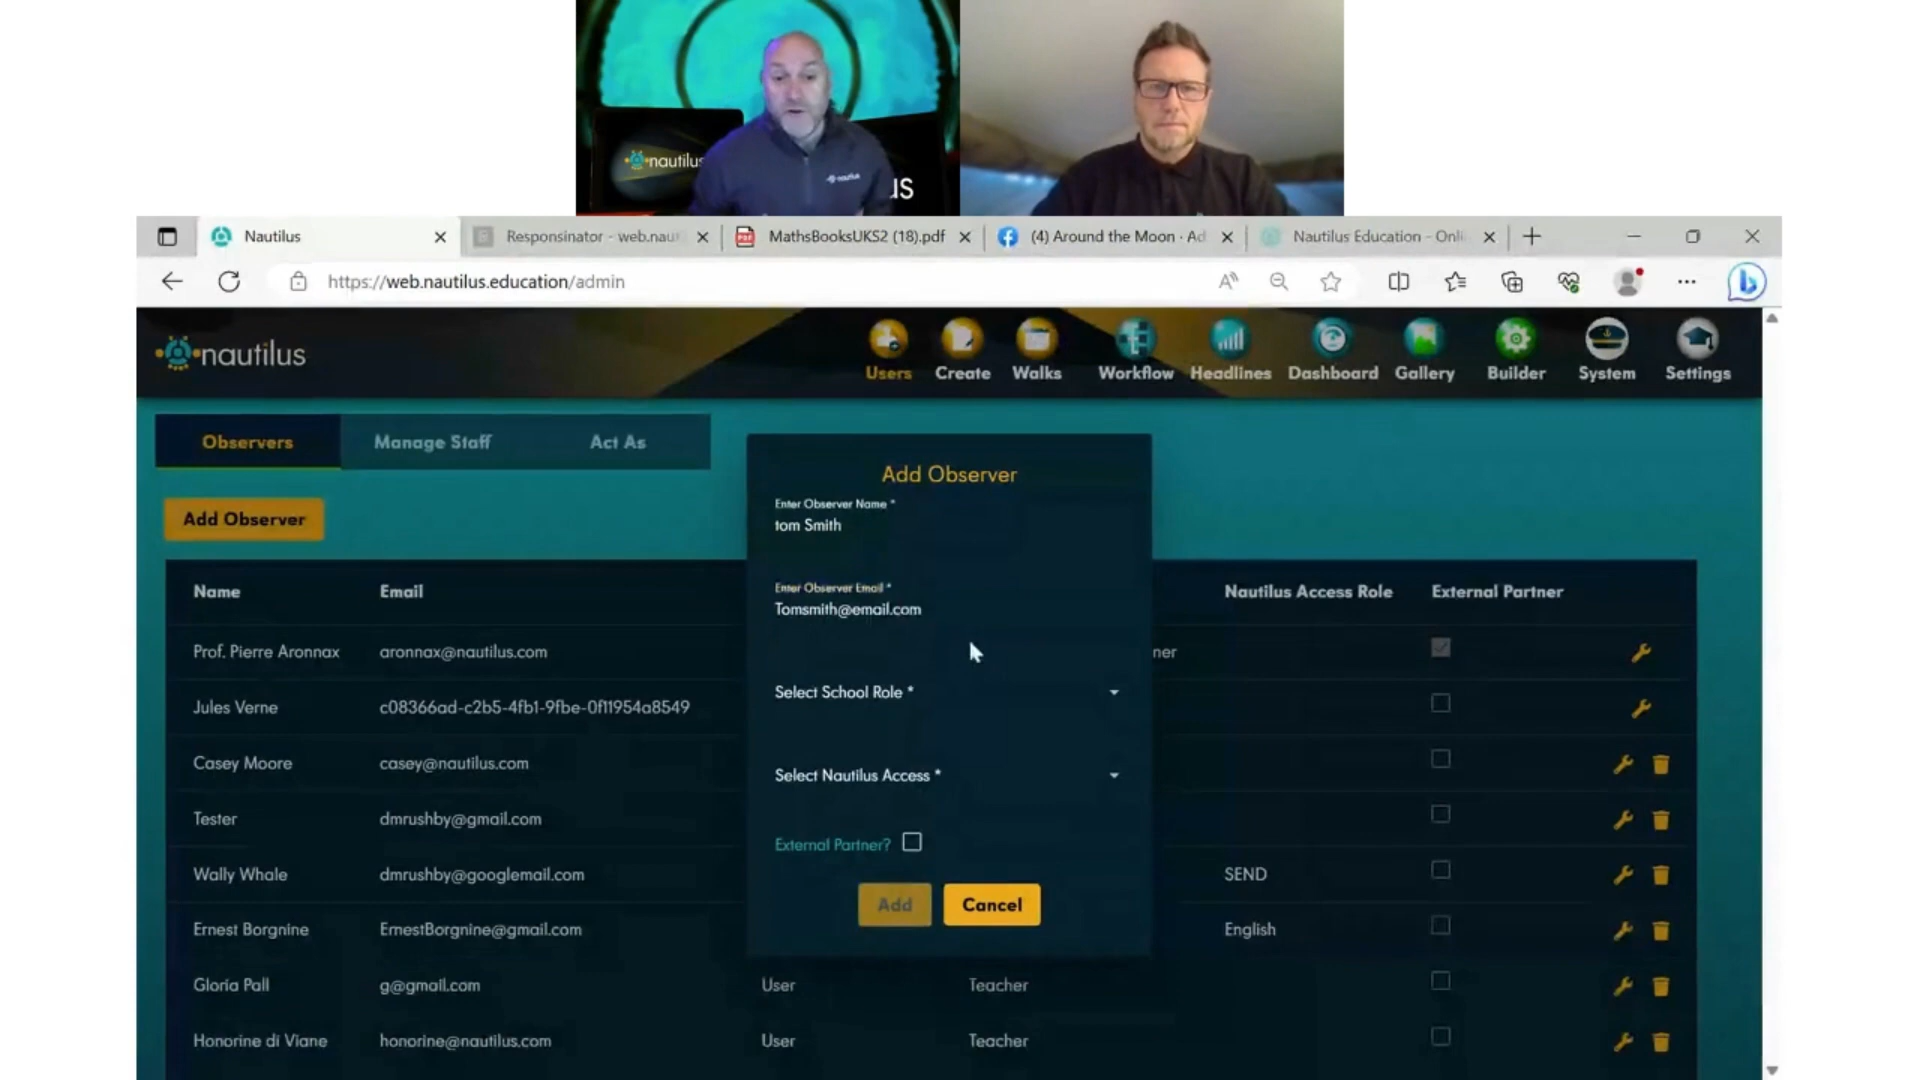 nautilus
us
nautilus
Nautilus
Responsinator - web.nau
MathsBooksUKS2 (18).pdf
(4) Around the Moon · Ad
Nautilus Education - Onli
https://web.nautilus.education/admin
nautilus
Users
Create
Walks
Workflow
Headlines
Dashboard
Gallery
Builder
System
Settings
Observers
Manage Staff
Act As
Add Observer
Add Observer
Enter Observer Name *
tom Smith
Enter Observer Email *
Tomsmith@email.com
Select School Role *
Select Nautilus Access *
External Partner?
Add
Cancel
Name Email Nautilus Access Role External Partner
Prof. Pierre Aronnax aronnax@nautilus.com ner
Jules Verne c08366ad-c2b5-4fb1-9fbe-0f11954a8549
Casey Moore casey@nautilus.com
Tester dmrushby@gmail.com
Wally Whale dmrushby@googlemail.com SEND
Ernest Borgnine ErnestBorgnine@gmail.com English
Gloria Pall g@gmail.com User Teacher
Honorine di Viane honorine@nautilus.com User Teacher